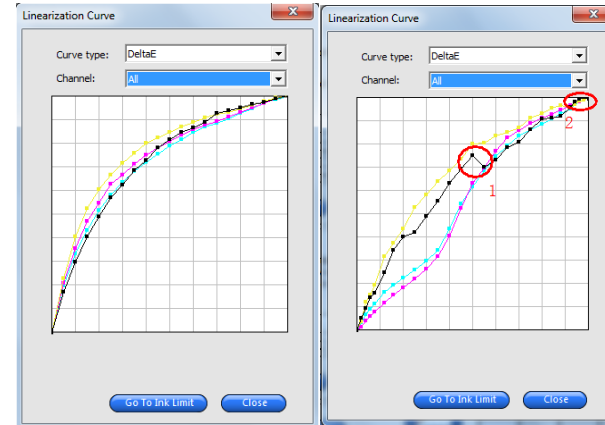 Linearization Curve
Curve type:
DeltaE
Channel:
All
Go To Ink Limit
Close
Linearization Curve
Curve type:
DeltaE
Channel:
All
2
1
Go To Ink Limit
Close